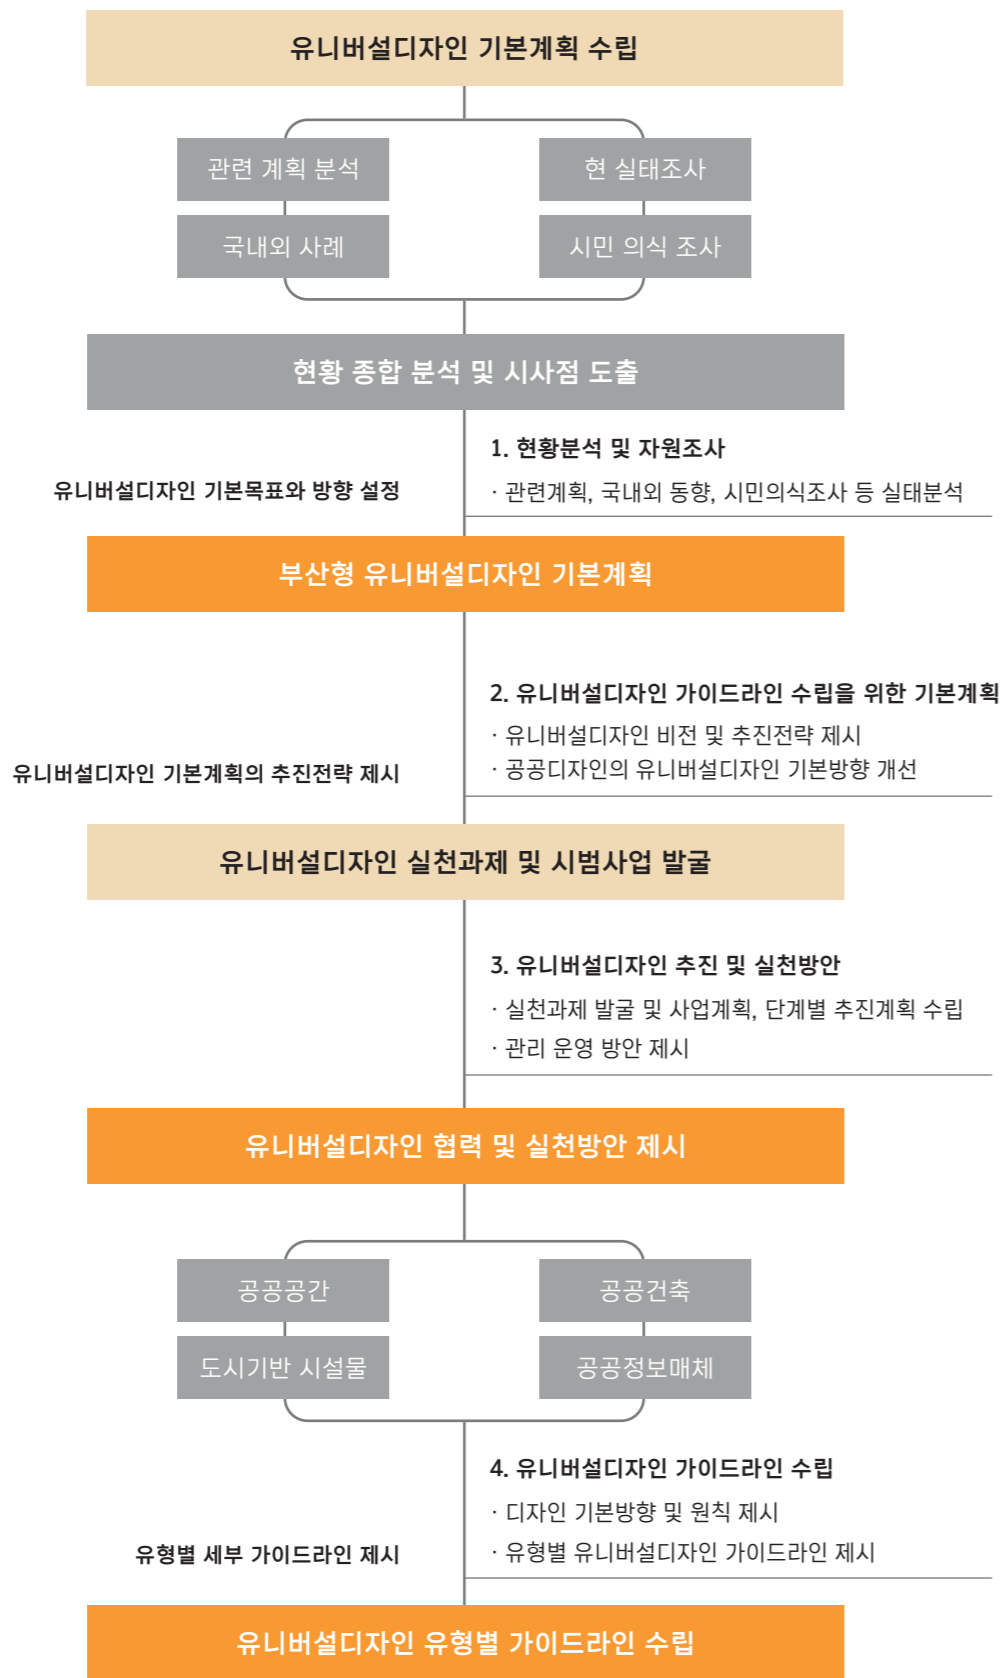 유니버설디자인 기본계획 수립
관련 계획 분석
현 실태조사
국내외 사례
시민 의식 조사
현황 종합 분석 및 시사점 도출
1. 현황분석 및 자원조사
유니버설디자인 기본목표와 방향 설정
· 관련계획, 국내외 동향, 시민의식조사 등 실태분석
부산형 유니버설디자인 기본계획
2. 유니버설디자인 가이드라인 수립을 위한 기본계획
· 유니버설디자인 비전 및 추진전략 제시
유니버설디자인 기본계획의 추진전략 제시
· 공공디자인의 유니버설디자인 기본방향 개선
유니버설디자인 실천과제 및 시범사업 발굴
3. 유니버설디자인 추진 및 실천방안
· 실천과제 발굴 및 사업계획, 단계별 추진계획 수립
· 관리 운영 방안 제시
유니버설디자인 협력 및 실천방안 제시
공공공간
공공건축
도시기반 시설물
공공정보매체
4. 유니버설디자인 가이드라인 수립
· 디자인 기본방향 및 원칙 제시
유형별 세부 가이드라인 제시
· 유형별 유니버설디자인 가이드라인 제시
유니버설디자인 유형별 가이드라인 수립